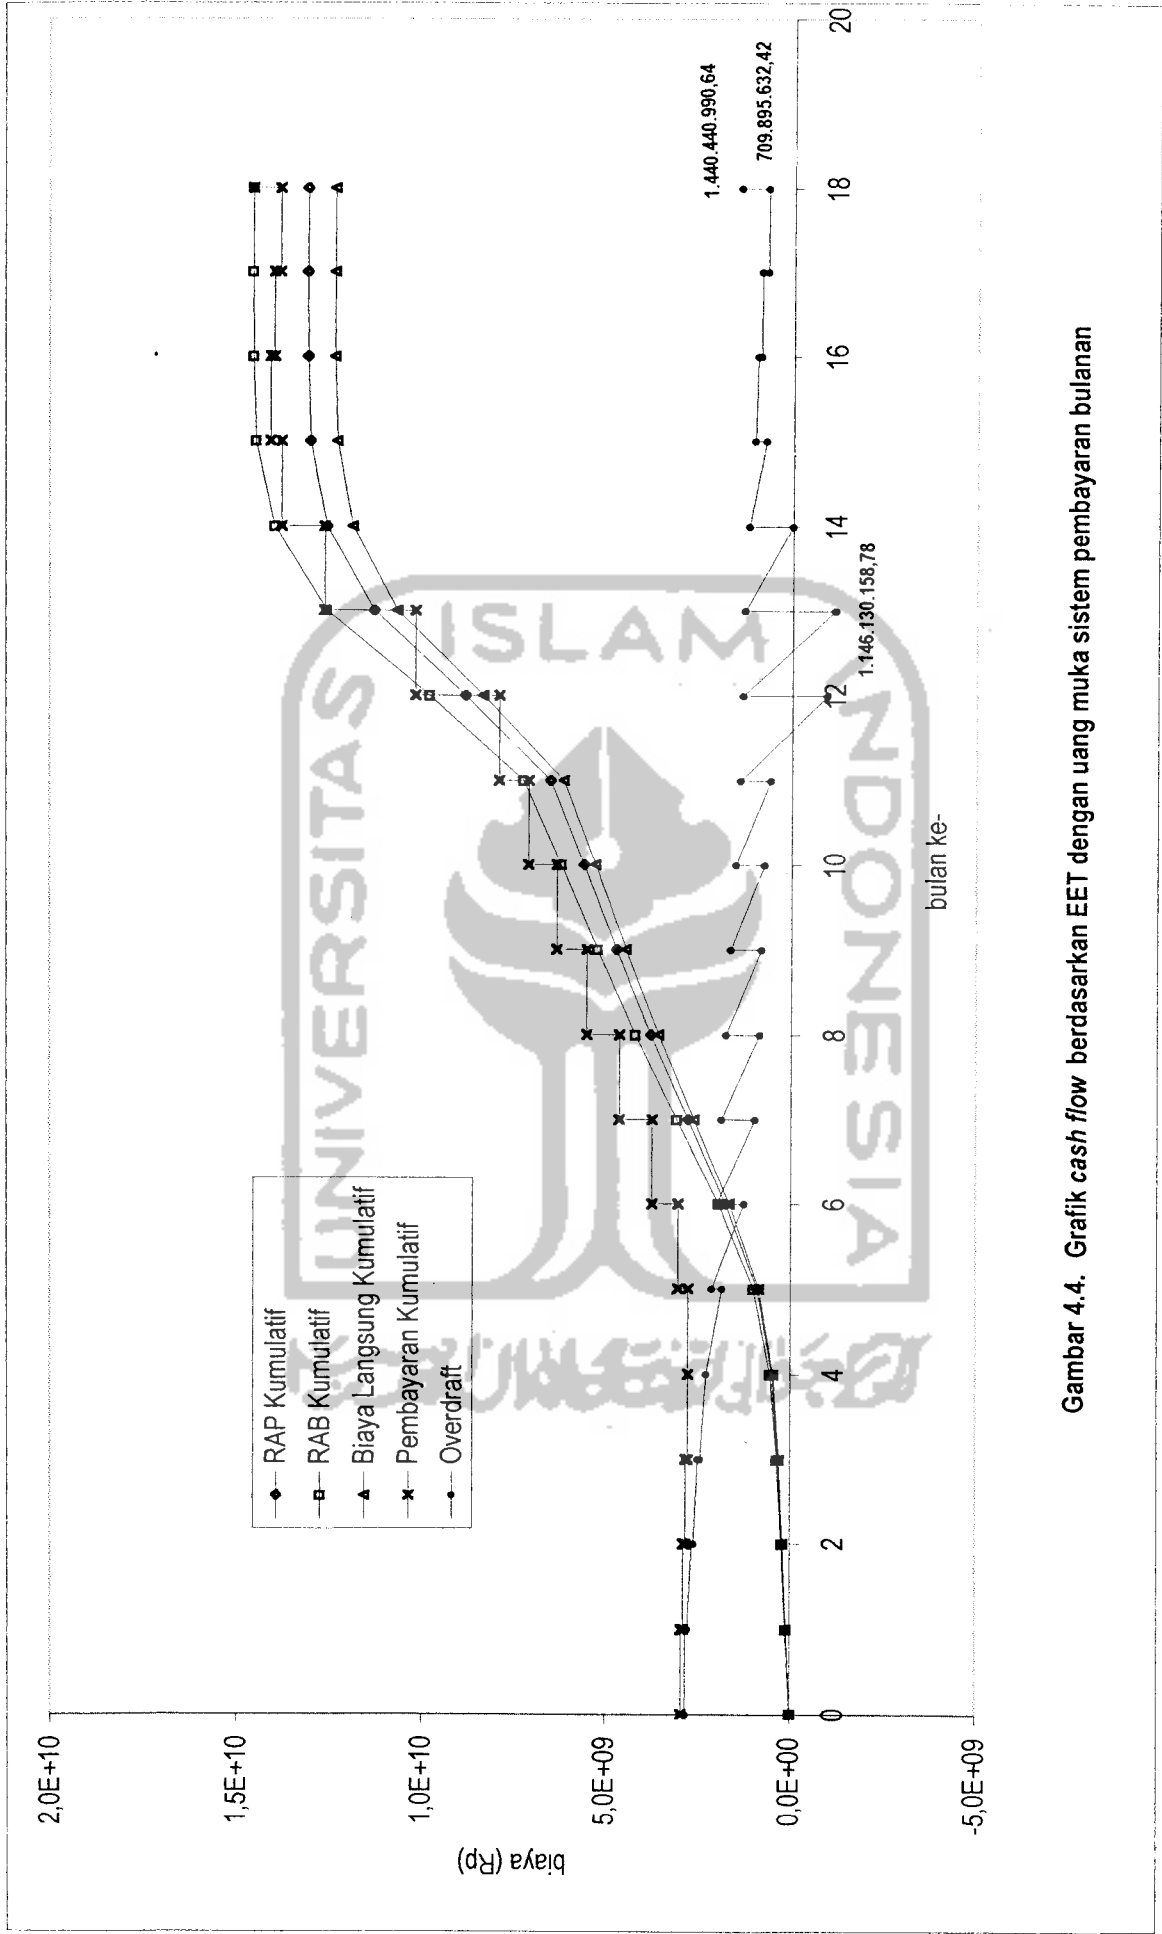 2,0E+10
1,5E+10
1,0E+10
5,0E+09
0,0E+00
-5,0E+09
biaya (Rp)
RAP Kumulatif
RAB Kumulatif
Biaya Langsung Kumulatif
Pembayaran Kumulatif
Overdraft
0
2
4
6
8
10
12
14
16
18
20
bulan ke-
1.146.130.158,78
1.440.440.990,64
709.895.632,42
UNIVERSITAS
ISLAM
INDONESIA
Gambar 4.4. Grafik cash flow berdasarkan EET dengan uang muka sistem pembayaran bulanan